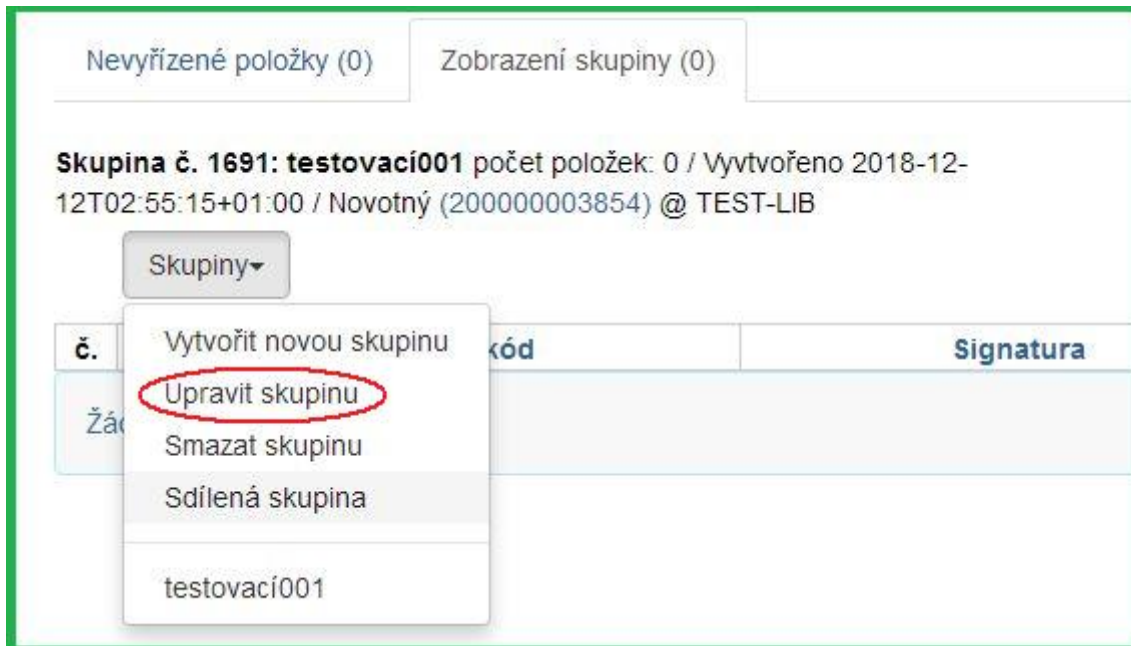 Nevyřízené položky (0) Zobrazení skupiny (0)
Skupina č. 1691: testovací001 počet položek: 0 / Vyvtvořeno 2018-12-
12T02:55:15+01:00 / Novotný (200000003854) @ TEST-LIB
Skupiny
č. kód Signatura
Vytvořit novou skupinu
Upravit skupinu
Žá
Smazat skupinu
Sdílená skupina
testovací001